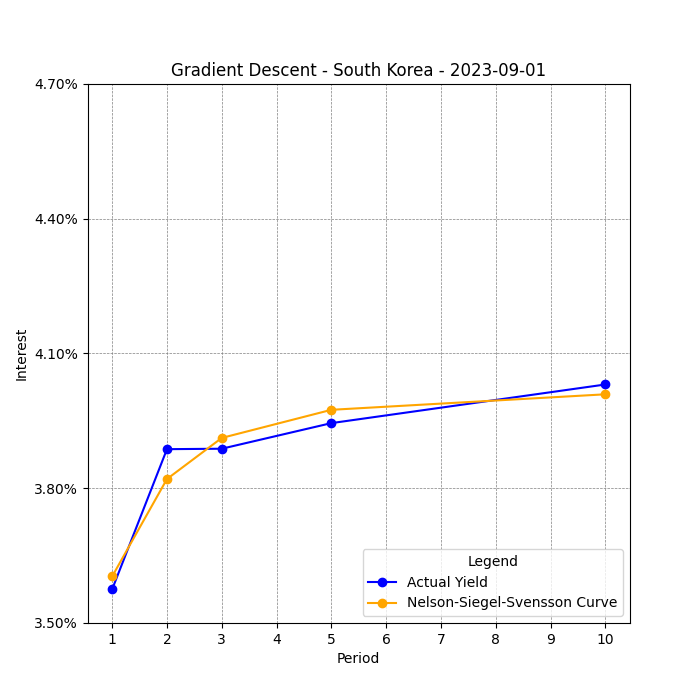 Gradient Descent - South Korea - 2023-09-01
4.70%
4.40%
4.10%
3.80%
3.50%
Interest
1 2 3 4 5 6 7 8 9 10
Period
Legend
Actual Yield
Nelson-Siegel-Svensson Curve